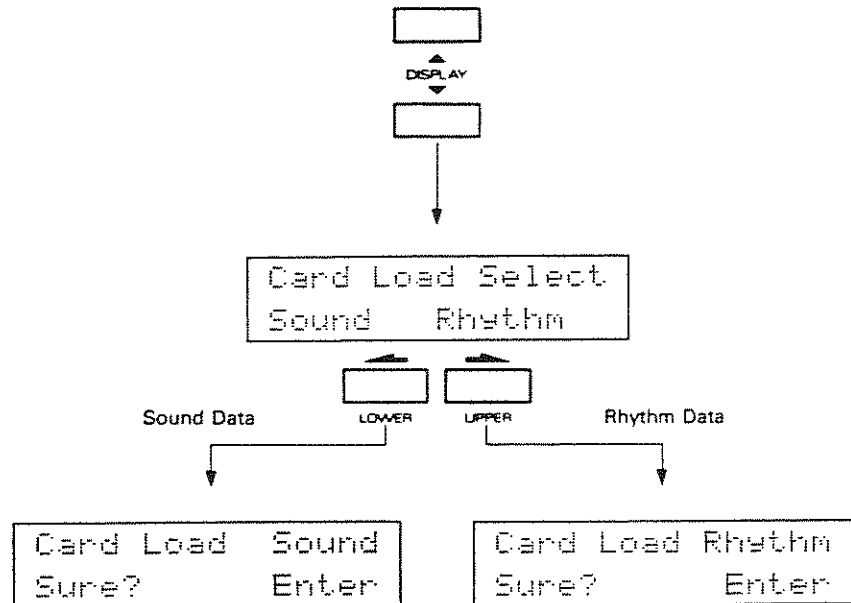 DISPLAY
Card Load Select
Sound Rhythm
LOWER UPPER
Sound Data Rhythm Data
Card Load Sound
Sure? Enter
Card Load Rhythm
Sure? Enter